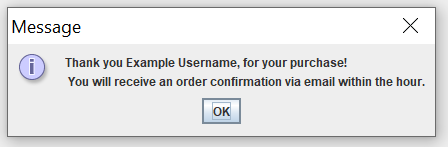 Message
Thank you Example Username, for your purchase!
You will receive an order confirmation via email within the hour.
OK